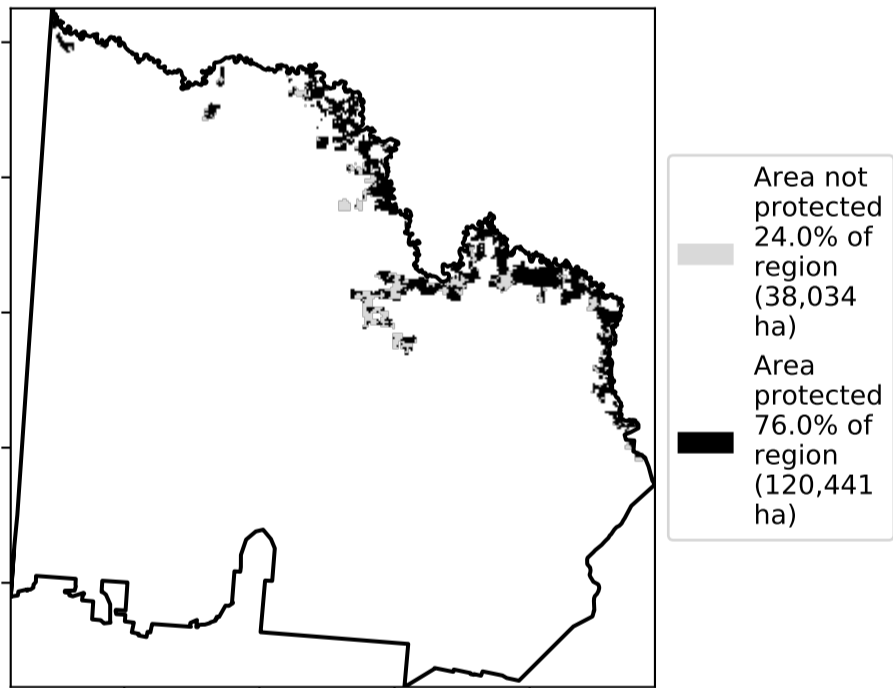 Area not
protected
24.0% of
region
(38,034
ha)
Area
protected
76.0% of
region
(120,441
ha)